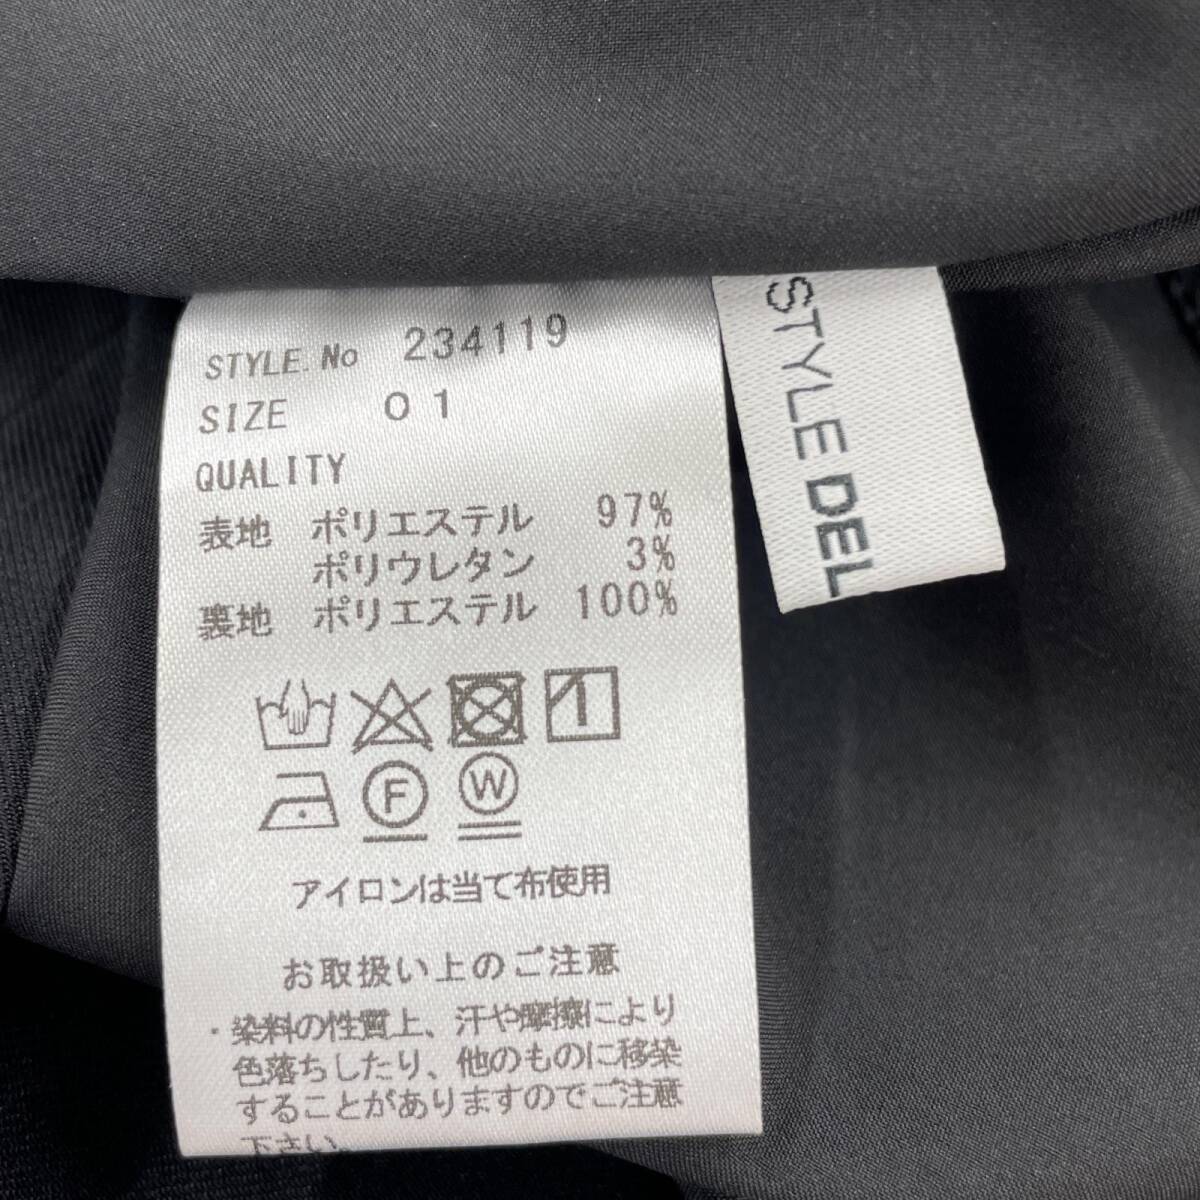 STYLE.No 234119
SIZE 01
QUALITY
表地 ポリエステル 97%
ポリウレタン 3%
裏地 ポリエステル 100%
F W
アイロンは当て布使用
お取扱い上のご注意
・染料の性質上、汗や摩擦により
色落ちしたり、他のものに移染
することがありますのでご注意
下さい。
STYLE DEL